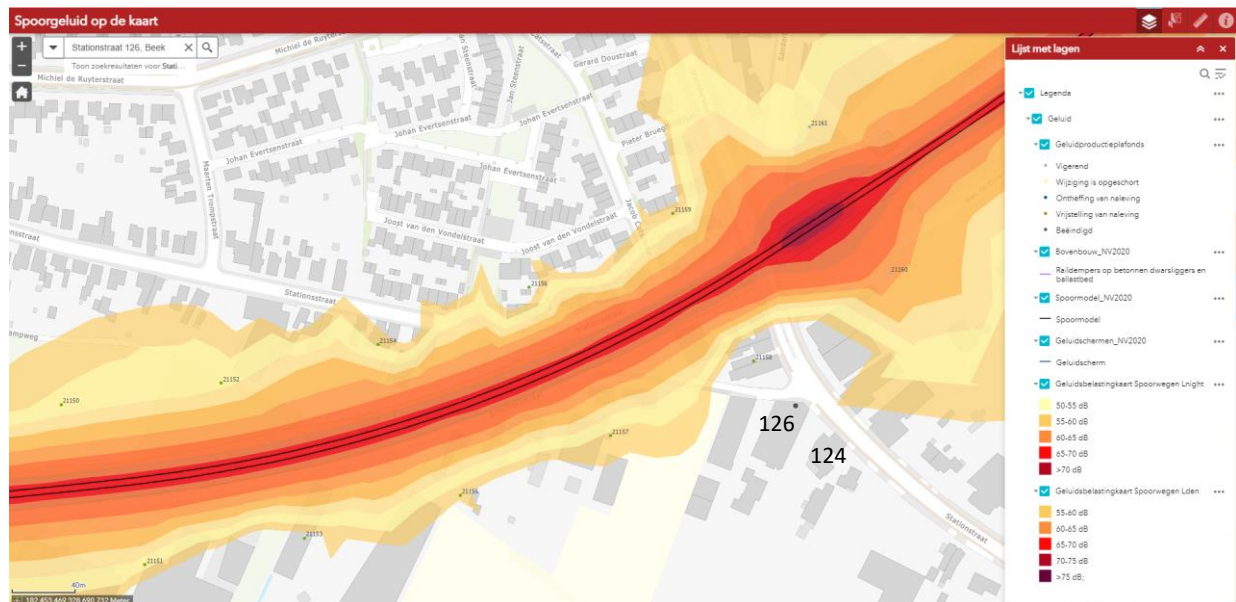 Spoorgeluid op de kaart
Stationstraat 126, Beek
Toon zoekresultaten voor Stati...
Michiel de Ruyterstraat
Michiel de Ruyters
Jan Steenstraat
Gerard Doustraat
Johan Evertsenstraat
Johan Evertsenstraat
Johan Evertsenstraat
Pieter Brueg
Maarten Trompstraat
Joost van den Vondelstraat
Joost van den Vondelstraat
Jacob C
nsstraat
Stationsstraat
ampweg
21161
21159
21160
21156
21154
21158
21152
21150
21157
21155
21153
21151
126
124
Stationstraat
40m
Lijst met lagen
Legenda
Geluid
Geluidproductieplafonds
Vigerend
Wijziging is opgeschort
Ontheffing van naleving
Vrijstelling van naleving
Beëindigd
Bovenbouw_NV2020
Raildempers op betonnen dwarsliggers en
ballastbed
Spoormodel_NV2020
Spoormodel
Geluidschermen_NV2020
Geluidscherm
Geluidsbelastingkaart Spoorwegen Lnight
50-55 dB
55-60 dB
60-65 dB
65-70 dB
>70 dB
Geluidsbelastingkaart Spoorwegen Lden
55-60 dB
60-65 dB
65-70 dB
70-75 dB
>75 dB;